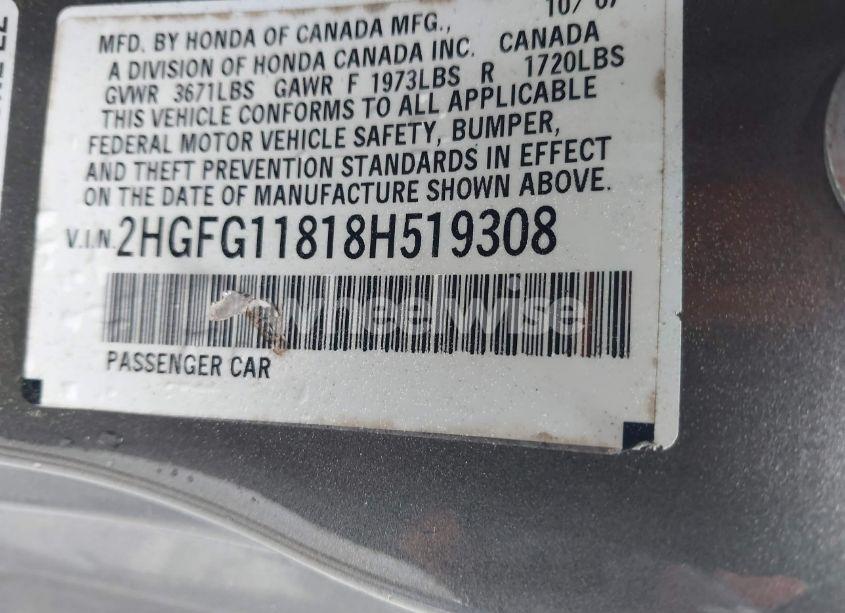 10/ 07
MFD. BY HONDA OF CANADA MFG.,
A DIVISION OF HONDA CANADA INC. CANADA
GVWR 3671LBS GAWR F 1973LBS R 1720LBS
THIS VEHICLE CONFORMS TO ALL APPLICABLE
FEDERAL MOTOR VEHICLE SAFETY, BUMPER,
AND THEFT PREVENTION STANDARDS IN EFFECT
ON THE DATE OF MANUFACTURE SHOWN ABOVE.
V.I.N. 2HGFG11818H519308
wheelwise
PASSENGER CAR